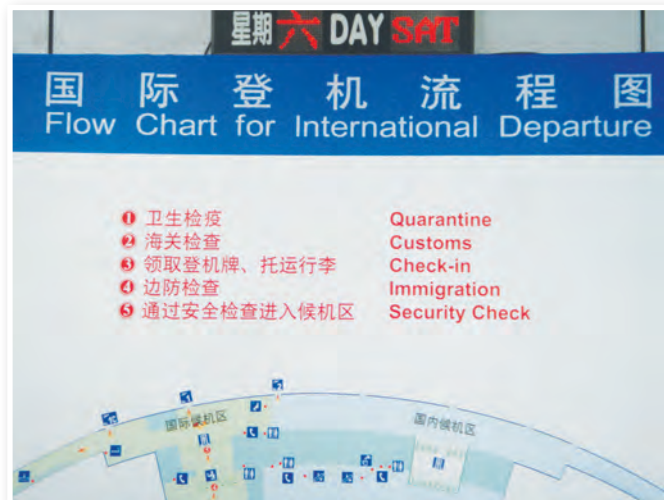 星期六 DAY SAT
国际登机流程图
Flow Chart for International Departure
❶ 卫生检疫 Quarantine
❷ 海关检查 Customs
❸ 领取登机牌、托运行李 Check-in
❹ 边防检查 Immigration
❺ 通过安全检查进入候机区 Security Check
国际候机区 国内候机区